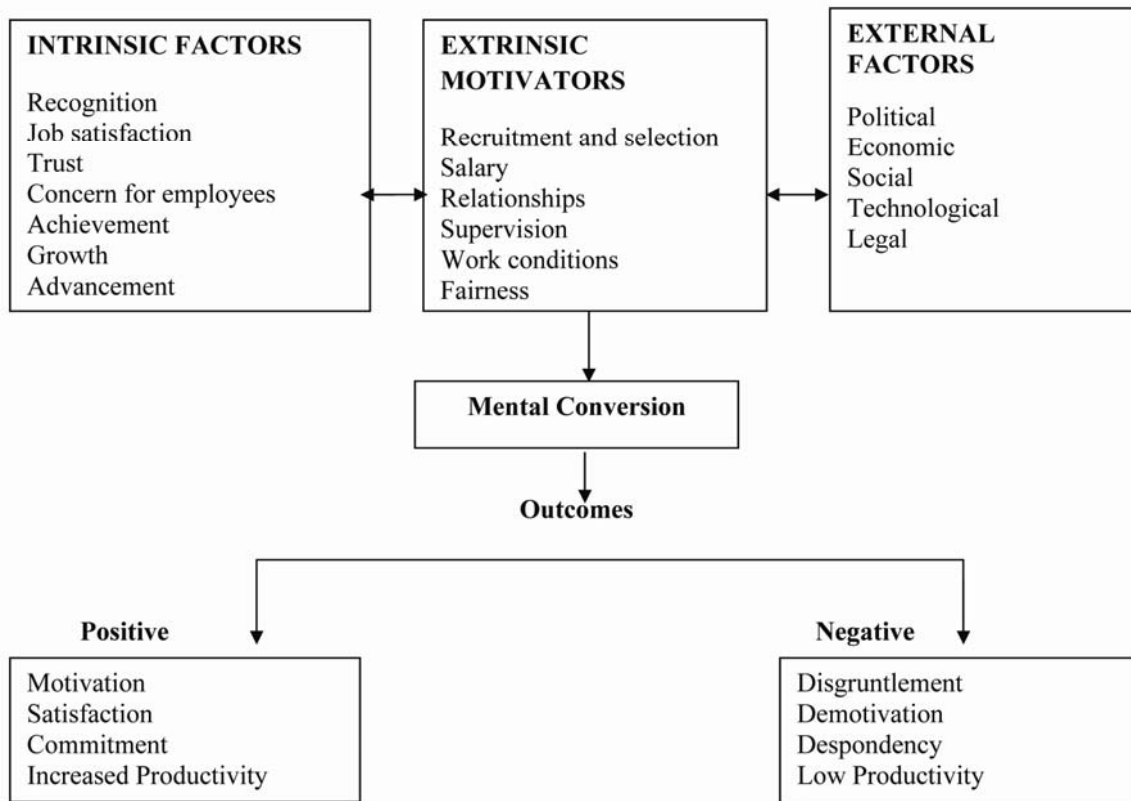 INTRINSIC FACTORS
Recognition
Job satisfaction
Trust
Concern for employees
Achievement
Growth
Advancement
EXTRINSIC
MOTIVATORS
Recruitment and selection
Salary
Relationships
Supervision
Work conditions
Fairness
EXTERNAL
FACTORS
Political
Economic
Social
Technological
Legal
Mental Conversion
Outcomes
Positive
Motivation
Satisfaction
Commitment
Increased Productivity
Negative
Disgruntlement
Demotivation
Despondency
Low Productivity